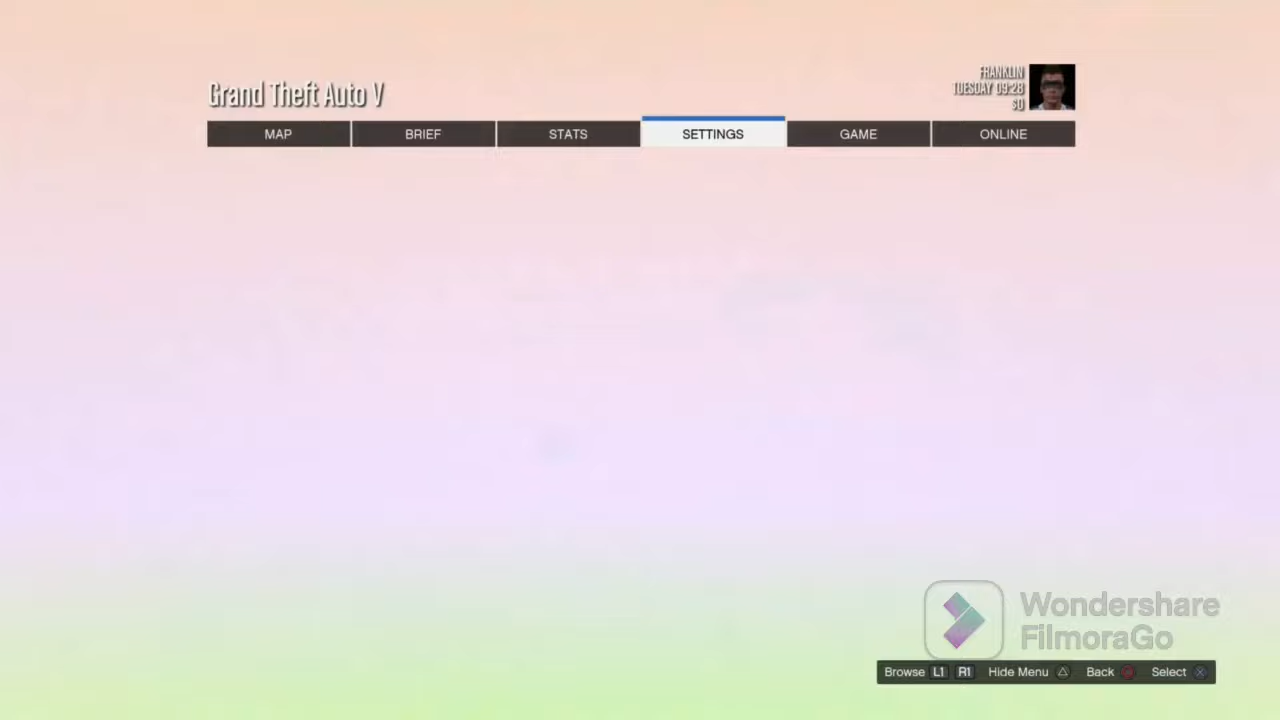 Grand Theft Auto V
FRANKLIN
TUESDAY 09:28
$0
MAP BRIEF STATS SETTINGS GAME ONLINE
Wondershare
FilmoraGo
Browse L1 R1 Hide Menu Back Select